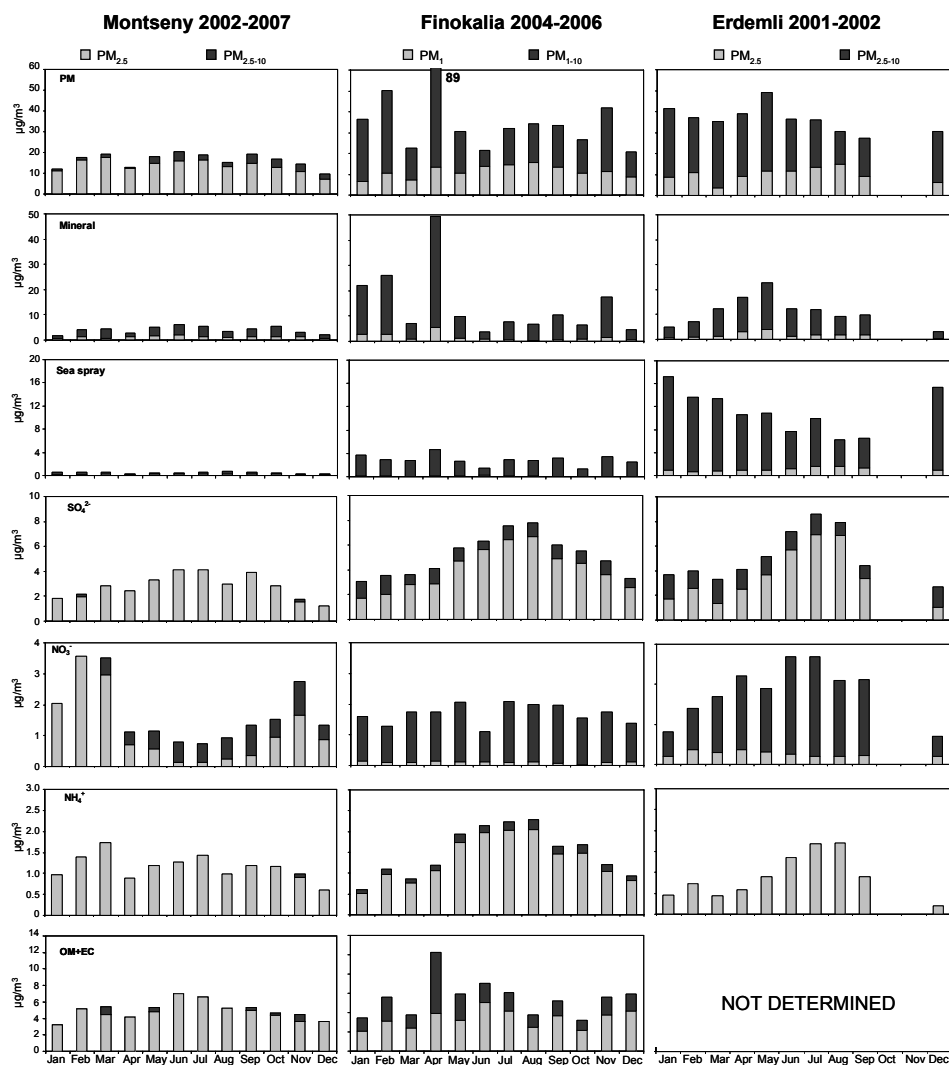 Montseny 2002-2007 Finokalia 2004-2006 Erdemli 2001-2002
PM2.5 PM2.5-10 PM1 PM1-10 PM2.5 PM2.5-10
PM
89
µg/m³
60
50
40
30
20
10
0
Mineral
µg/m³
50
40
30
20
10
0
Sea spray
µg/m³
20
16
12
8
4
0
SO₄²⁻
µg/m³
10
8
6
4
2
0
NO₃⁻
µg/m³
4
3
2
1
0
NH₄⁺
µg/m³
3.0
2.5
2.0
1.5
1.0
0.5
0
OM+EC
µg/m³
14
12
10
8
6
4
2
0
NOT DETERMINED
Jan Feb Mar Apr May Jun Jul Aug Sep Oct Nov Dec Jan Feb Mar Apr May Jun Jul Aug Sep Oct Nov Dec Jan Feb Mar Apr May Jun Jul Aug Sep Oct Nov Dec